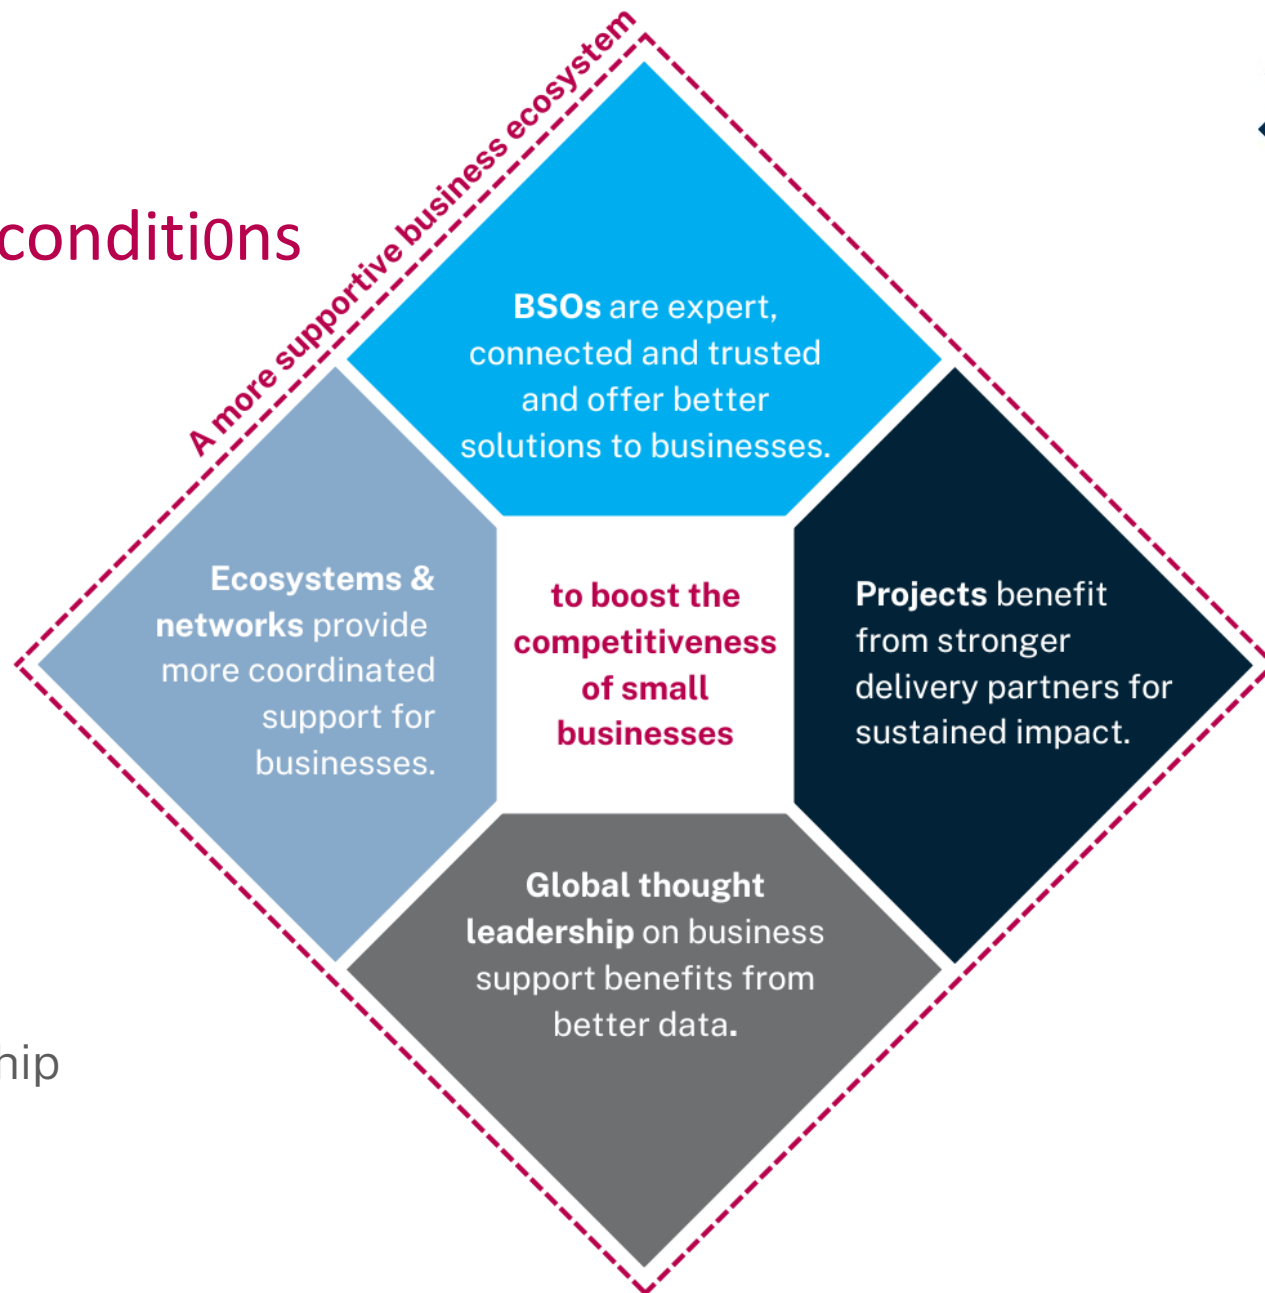 A more supportive business ecosystem
conditi0ns
BSOs are expert,
connected and trusted
and offer better
solutions to businesses.
Ecosystems &
networks provide
more coordinated
support for
businesses.
to boost the
competitiveness
of small
businesses
Projects benefit
from stronger
delivery partners for
sustained impact.
Global thought
leadership on business
support benefits from
better data.
hip